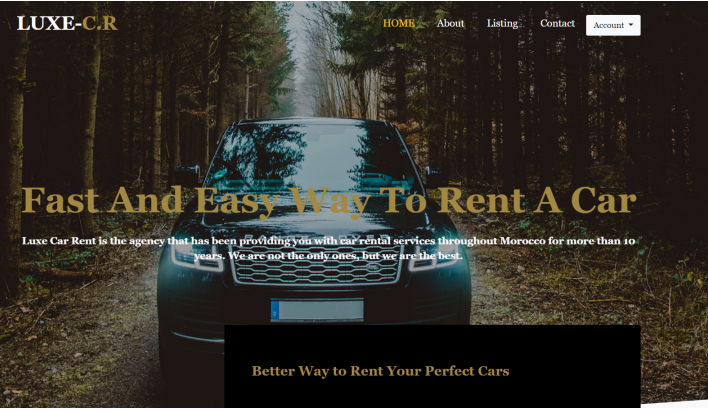 LUXE-C.R
HOME About Listing Contact Account
Fast And Easy Way To Rent A Car
Luxe Car Rent is the agency that has been providing you with car rental services throughout Morocco for more than 10
years. We are not the only ones, but we are the best.
Better Way to Rent Your Perfect Cars